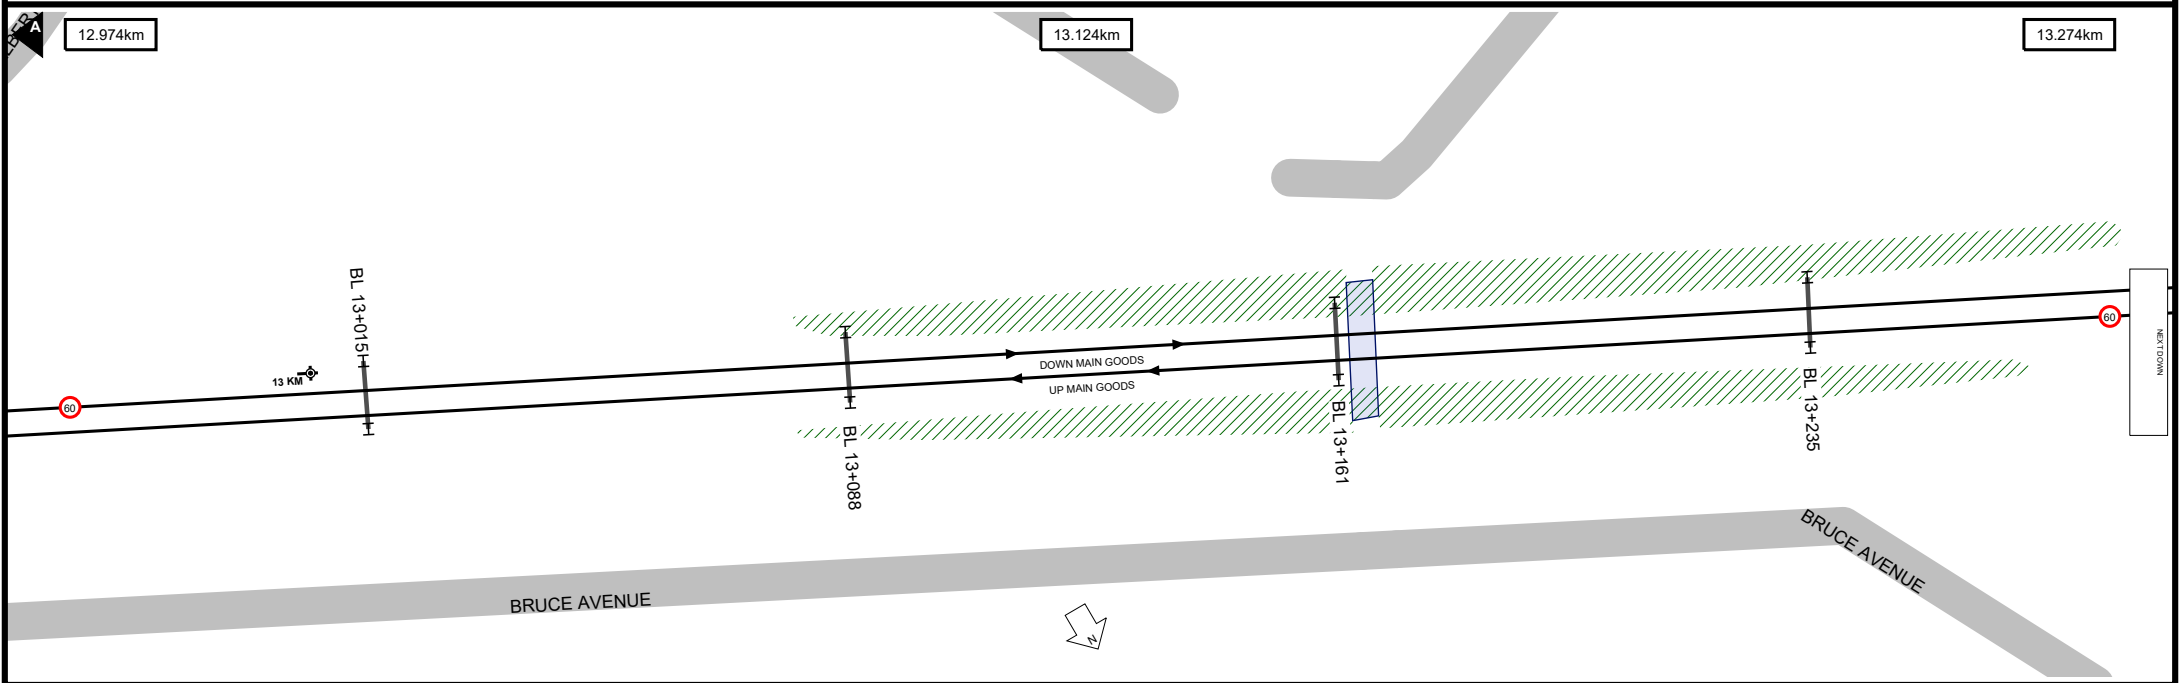 A
12.974km
13.124km
13.274km
BL 13+015
13 KM
60
DOWN MAIN GOODS
UP MAIN GOODS
60
NEXT DOWN
BL 13+088
BL 13+161
BL 13+235
BRUCE AVENUE
BRUCE AVENUE
N